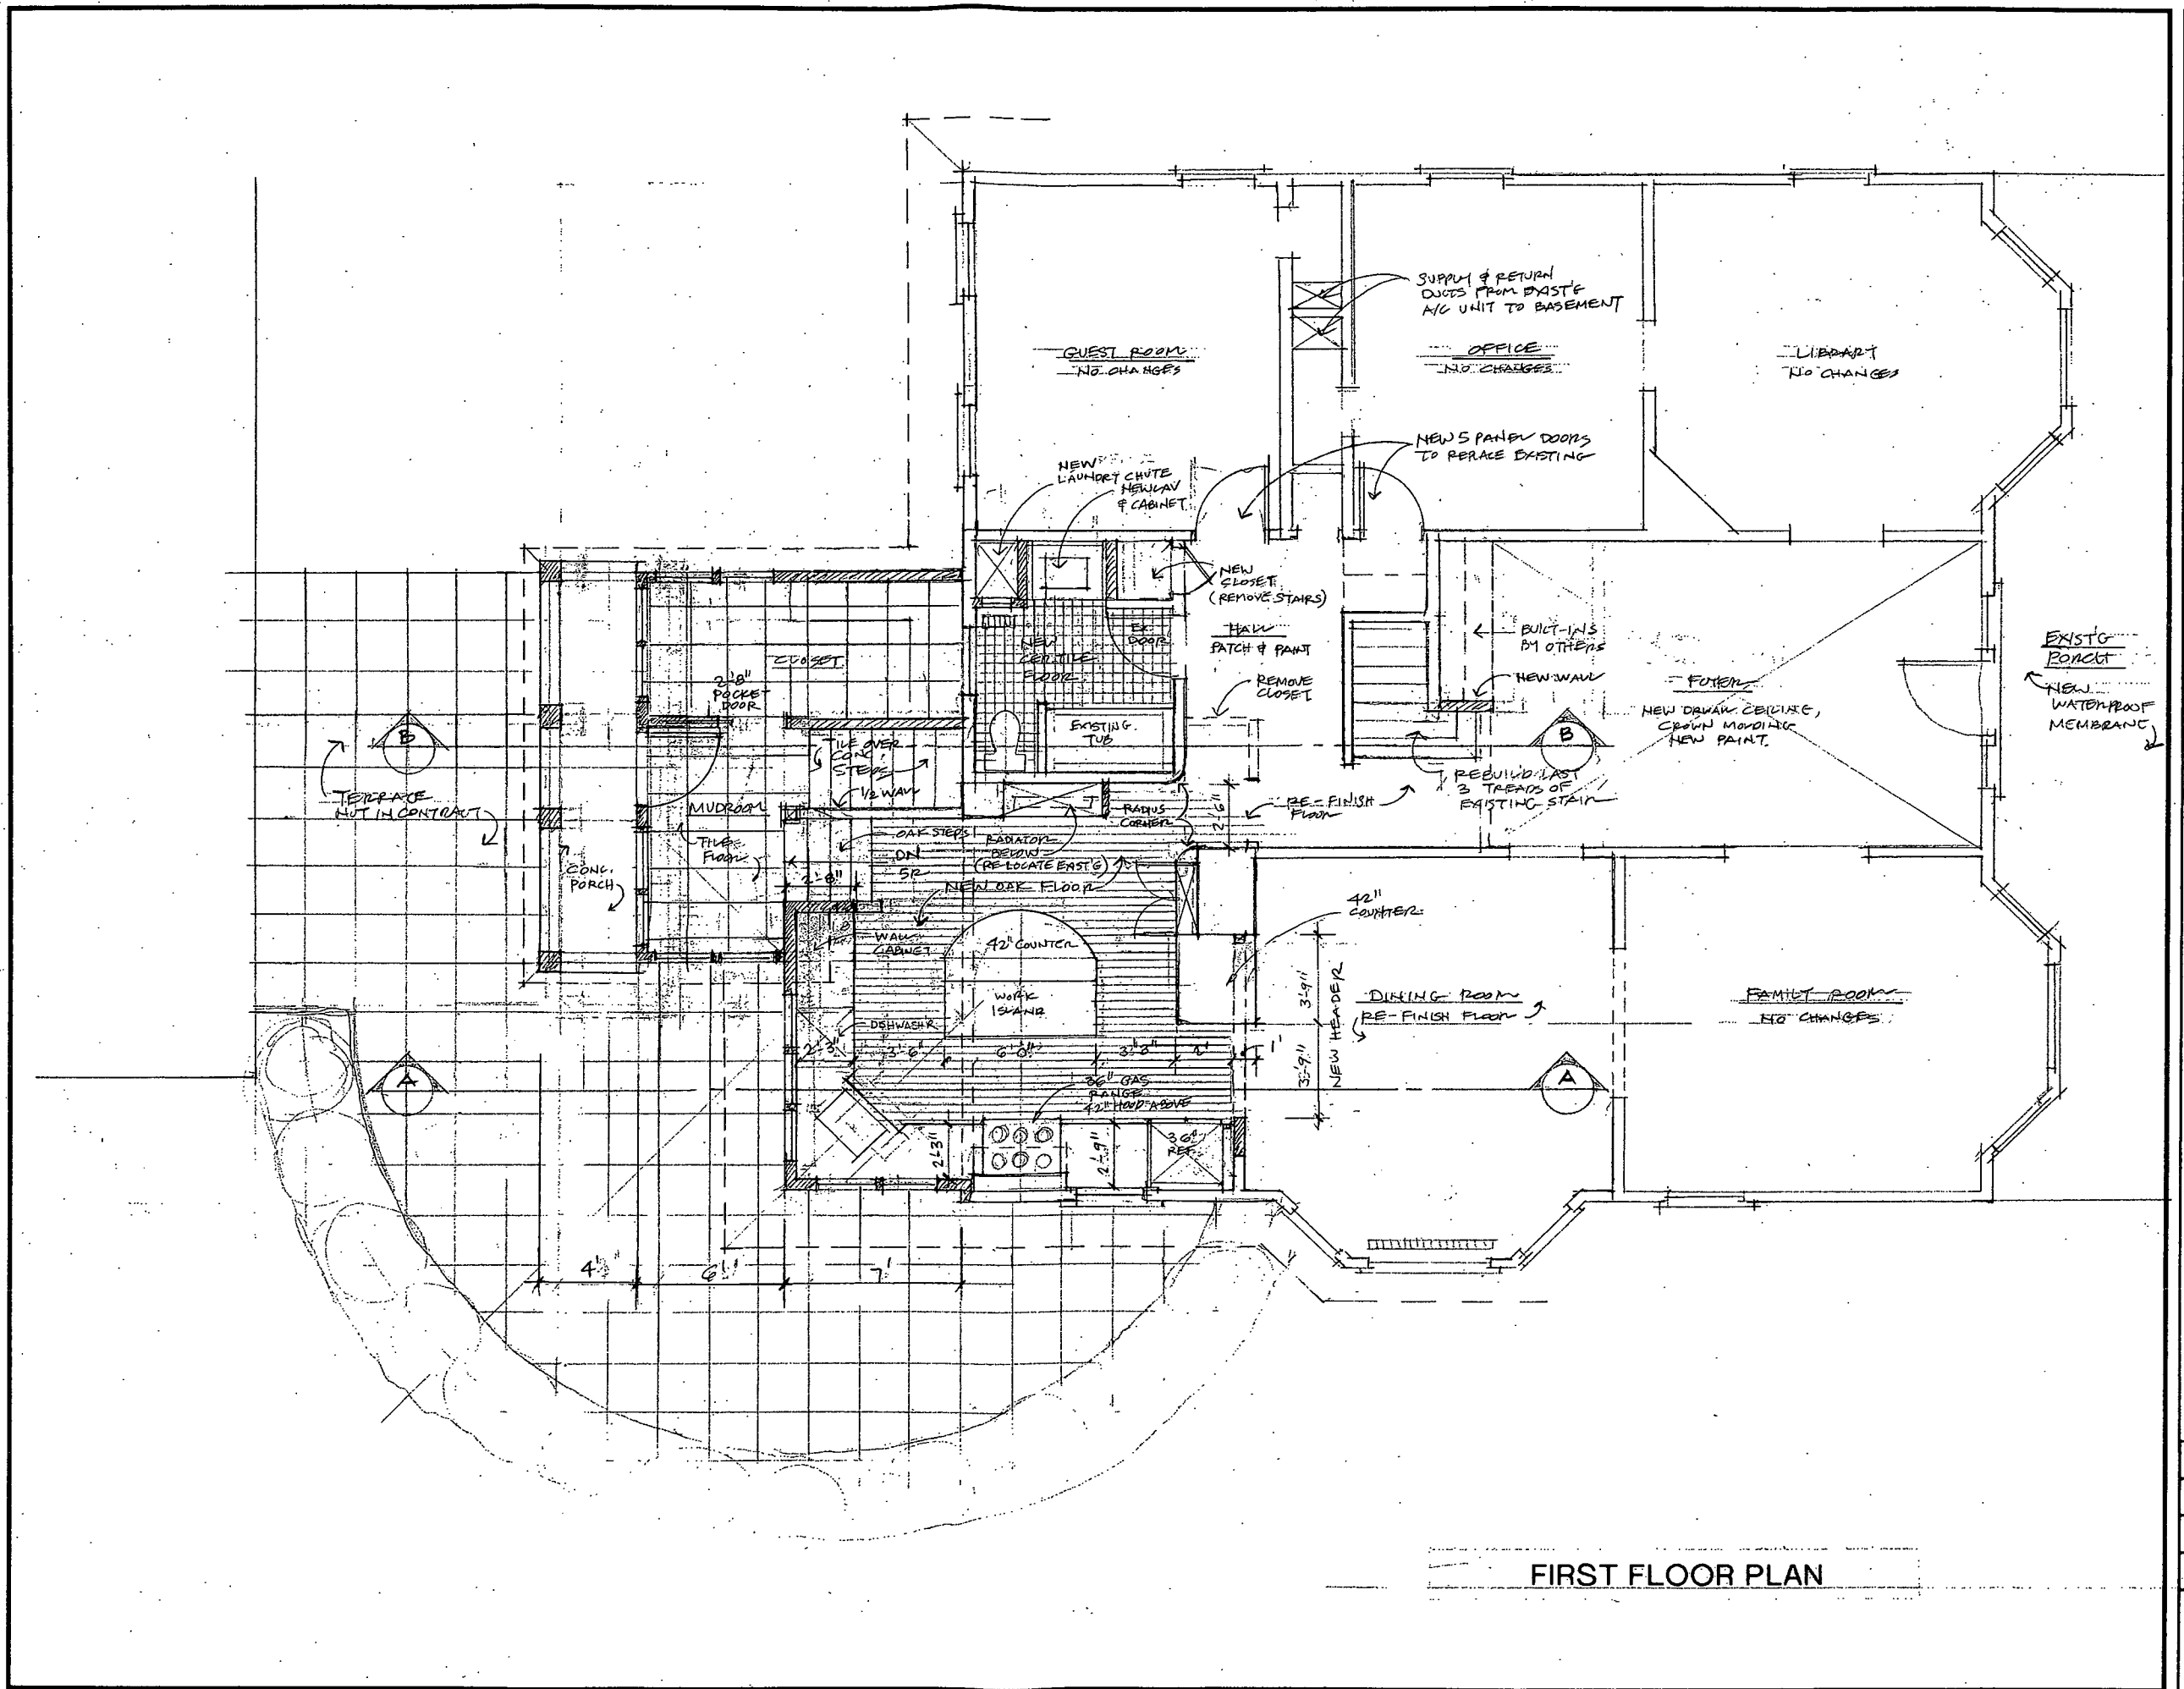 SUPPLY & RETURN
DUCTS FROM EXIST'G
A/C UNIT TO BASEMENT
GUEST ROOM
NO CHANGES
OFFICE
NO CHANGES
LIBRARY
NO CHANGES
NEW 5 PANEL DOORS
TO REPLACE EXISTING
NEW
LAUNDRY CHUTE
NEW LAV
& CABINET
NEW
CLOSET
(REMOVE STAIRS)
HALL
PATCH & PAINT
REMOVE
CLOSET
BUILT-INS
BY OTHERS
NEW WALL
FOYER
NEW DRYWALL CEILING,
CROWN MOLDING
NEW PAINT.
EXIST'G
PORCH
NEW
WATERPROOF
MEMBRANE
CLOSET
2'-8"
POCKET
DOOR
NEW
CER. TILE
FLOOR
EX.
DOOR
EXISTING
TUB
B
B
TILE OVER
CONC.
STEPS
1/2 WALL
MUDROOM
TILE
FLOOR
TERRACE
NOT IN CONTRACT
CONC.
PORCH
OAK STEPS
DN
5R
2'-8"
RADIATOR
BELOW
(RE-LOCATE EXIST'G)
RADIUS
CORNER
2'-6"
RE-FINISH
FLOOR
REBUILD LAST
3 TREADS OF
EXISTING STAIR
NEW OAK FLOOR
WALL
CABINET
42" COUNTER
WORK
ISLAND
DISHWASH'R
42"
COUNTER
3'-9"
3'-9"
NEW HEADER
DINING ROOM
RE-FINISH FLOOR
FAMILY ROOM
NO CHANGES
2'-3"
3'-6"
6'-0"
3'-3"
2'
1'
36" GAS
RANGE
42" HOOD ABOVE
2'-3"
2'-9"
36"
REF.
A
A
4'
6'
7'
FIRST FLOOR PLAN